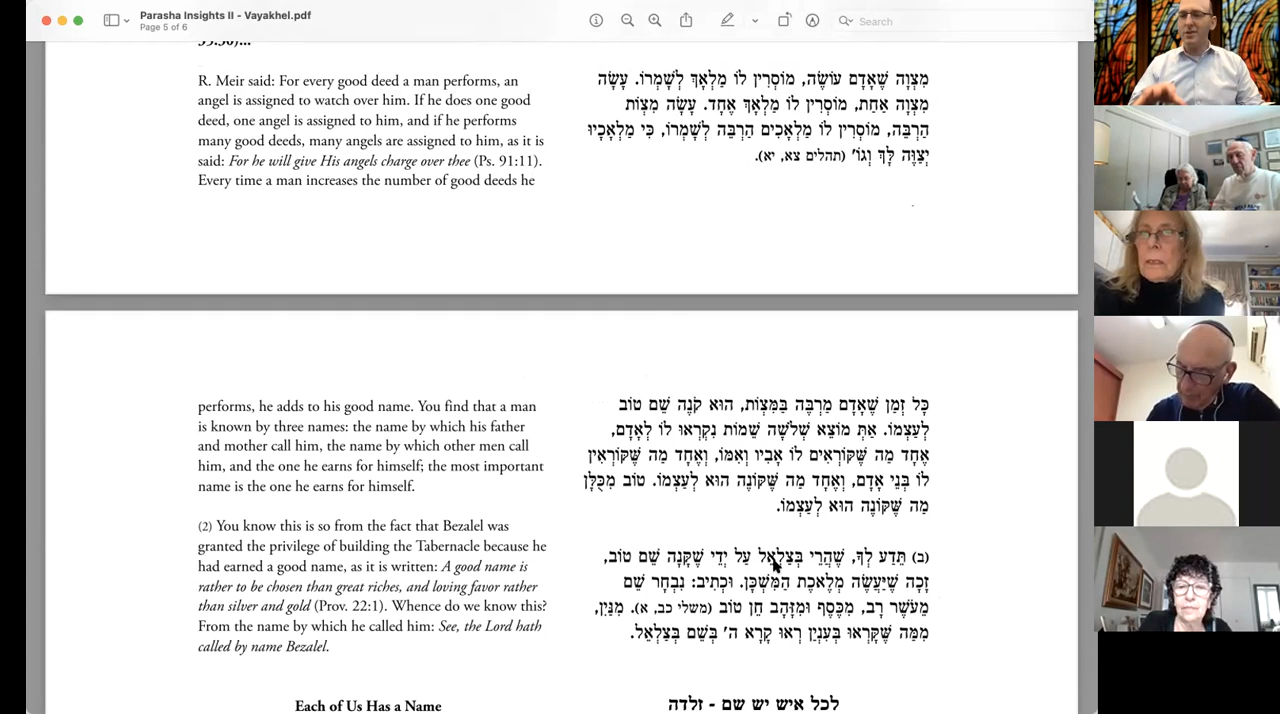 Parasha Insights II - Vayakhel.pdf
Page 5 of 6
Search
R. Meir said: For every good deed a man performs, an
angel is assigned to watch over him. If he does one good
deed, one angel is assigned to him, and if he performs
many good deeds, many angels are assigned to him, as it is
said: For he will give His angels charge over thee (Ps. 91:11).
Every time a man increases the number of good deeds he
מִצְוָה שֶׁאָדָם עוֹשֶׂה, מוֹסְרִין לוֹ מַלְאָךְ לְשָׁמְרוֹ. עָשָׂה
מִצְוָה אַחַת, מוֹסְרִין לוֹ מַלְאָךְ אֶחָד. עָשָׂה מִצְוֹת
הַרְבֵּה, מוֹסְרִין לוֹ מַלְאָכִים הַרְבֵּה לְשָׁמְרוֹ, כִּי מַלְאָכָיו
יְצַוֶּה לָּךְ וְגוֹ' (תהלים צא, יא).
performs, he adds to his good name. You find that a man
is known by three names: the name by which his father
and mother call him, the name by which other men call
him, and the one he earns for himself; the most important
name is the one he earns for himself.
כָּל זְמַן שֶׁאָדָם מַרְבֶּה בַּמִּצְוֹת, הוּא קֹנֶה שֵׁם טוֹב
לְעַצְמוֹ. אַתְּ מוֹצֵא שְׁלֹשָׁה שֵׁמוֹת נִקְרְאוּ לוֹ לְאָדָם,
אֶחָד מַה שֶּׁקּוֹרְאִים לוֹ אָבִיו וְאִמּוֹ, וְאֶחָד מַה שֶּׁקּוֹרְאִין
לוֹ בְּנֵי אָדָם, וְאֶחָד מַה שֶּׁקּוֹנֶה הוּא לְעַצְמוֹ. טוֹב מִכֻּלָּן
מַה שֶּׁקּוֹנֶה הוּא לְעַצְמוֹ.
(2) You know this is so from the fact that Bezalel was
granted the privilege of building the Tabernacle because he
had earned a good name, as it is written: A good name is
rather to be chosen than great riches, and loving favor rather
than silver and gold (Prov. 22:1). Whence do we know this?
From the name by which he called him: See, the Lord hath
called by name Bezalel.
(ב) תֵּדַע לְךָ, שֶׁהֲרֵי בְּצַלְאֵל עַל יְדֵי שֶׁקָּנָה שֵׁם טוֹב,
זָכָה שֶׁיַּעֲשֶׂה מְלֶאכֶת הַמִּשְׁכָּן. וּכְתִיב: נִבְחָר שֵׁם
מֵעֹשֶׁר רָב, מִכֶּסֶף וּמִזָּהָב חֵן טוֹב (משלי כב, א). מִנַּיִן,
מִמַּה שֶּׁקָּרְאוּ בְּעִנְיַן רְאוּ קָרָא ה' בְּשֵׁם בְּצַלְאֵל.
Each of Us Has a Name
לכל איש יש שם - זלדה